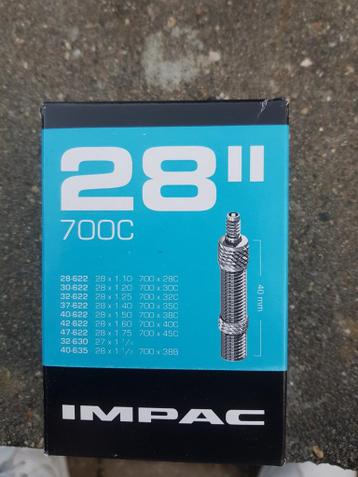 28"
700C
28-622 28 x 1.10 700 x 28C
30-622 28 x 1.20 700 x 30C
32-622 28 x 1.25 700 x 32C
37-622 28 x 1.40 700 x 35C
40-622 28 x 1.50 700 x 38C
42-622 28 x 1.60 700 x 40C
47-622 28 x 1.75 700 x 45C
32-630 27 x 1 1/4
40-635 28 x 1 1/2 700 x 38B
40 mm
IMPAC